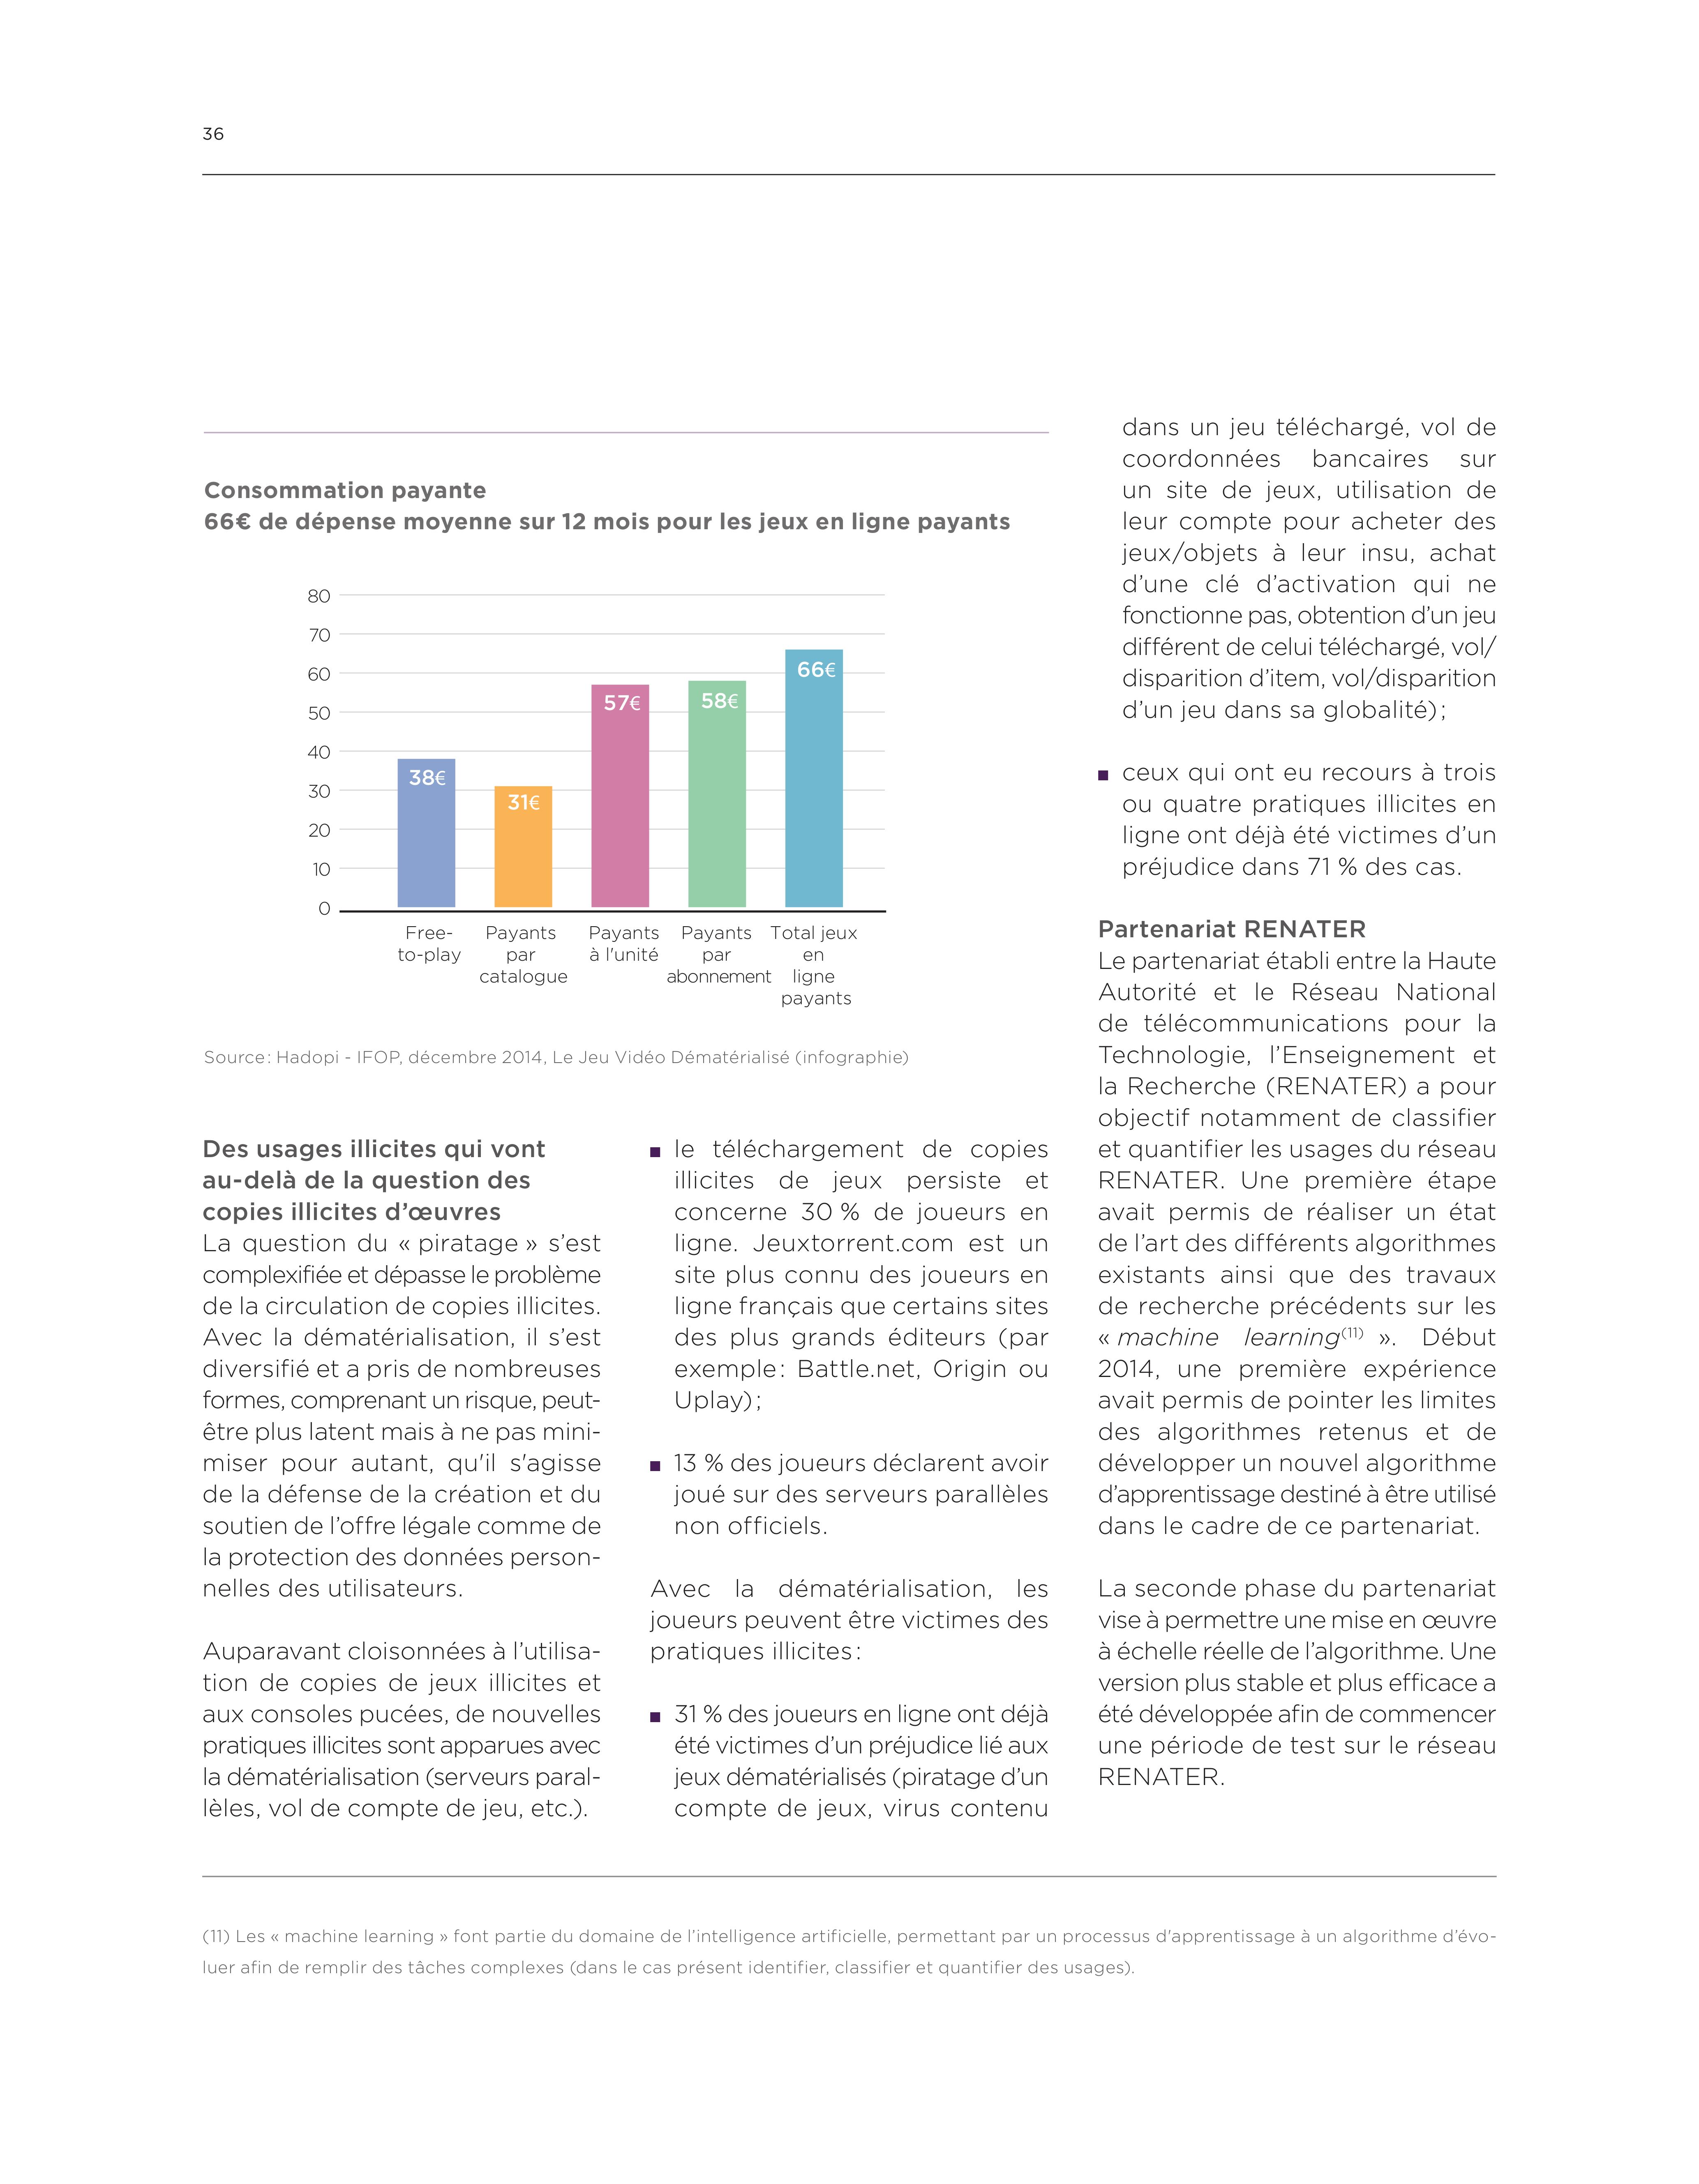 36
Consommation payante
66€ de dépense moyenne sur 12 mois pour les jeux en ligne payants
80
70
60
50
40
30
20
10
0
38€
31€
57€
58€
66€
Free-
to-play
Payants
par
catalogue
Payants
à l'unité
Payants
par
abonnement
Total jeux
en
ligne
payants
Source : Hadopi - IFOP, décembre 2014, Le Jeu Vidéo Dématérialisé (infographie)
Des usages illicites qui vont
au-delà de la question des
copies illicites d’œuvres
La question du « piratage » s’est
complexifiée et dépasse le problème
de la circulation de copies illicites.
Avec la dématérialisation, il s’est
diversifié et a pris de nombreuses
formes, comprenant un risque, peut-
être plus latent mais à ne pas mini-
miser pour autant, qu'il s'agisse
de la défense de la création et du
soutien de l’offre légale comme de
la protection des données person-
nelles des utilisateurs.
Auparavant cloisonnées à l’utilisa-
tion de copies de jeux illicites et
aux consoles pucées, de nouvelles
pratiques illicites sont apparues avec
la dématérialisation (serveurs paral-
lèles, vol de compte de jeu, etc.).
■ le téléchargement de copies
illicites de jeux persiste et
concerne 30 % de joueurs en
ligne. Jeuxtorrent.com est un
site plus connu des joueurs en
ligne français que certains sites
des plus grands éditeurs (par
exemple : Battle.net, Origin ou
Uplay) ;
■ 13 % des joueurs déclarent avoir
joué sur des serveurs parallèles
non officiels.
Avec la dématérialisation, les
joueurs peuvent être victimes des
pratiques illicites :
■ 31 % des joueurs en ligne ont déjà
été victimes d’un préjudice lié aux
jeux dématérialisés (piratage d’un
compte de jeux, virus contenu
dans un jeu téléchargé, vol de
coordonnées bancaires sur
un site de jeux, utilisation de
leur compte pour acheter des
jeux/objets à leur insu, achat
d’une clé d’activation qui ne
fonctionne pas, obtention d’un jeu
différent de celui téléchargé, vol/
disparition d’item, vol/disparition
d’un jeu dans sa globalité) ;
■ ceux qui ont eu recours à trois
ou quatre pratiques illicites en
ligne ont déjà été victimes d’un
préjudice dans 71 % des cas.
Partenariat RENATER
Le partenariat établi entre la Haute
Autorité et le Réseau National
de télécommunications pour la
Technologie, l’Enseignement et
la Recherche (RENATER) a pour
objectif notamment de classifier
et quantifier les usages du réseau
RENATER. Une première étape
avait permis de réaliser un état
de l’art des différents algorithmes
existants ainsi que des travaux
de recherche précédents sur les
« machine learning(11) ». Début
2014, une première expérience
avait permis de pointer les limites
des algorithmes retenus et de
développer un nouvel algorithme
d’apprentissage destiné à être utilisé
dans le cadre de ce partenariat.
La seconde phase du partenariat
vise à permettre une mise en œuvre
à échelle réelle de l’algorithme. Une
version plus stable et plus efficace a
été développée afin de commencer
une période de test sur le réseau
RENATER.
(11) Les « machine learning » font partie du domaine de l’intelligence artificielle, permettant par un processus d'apprentissage à un algorithme d’évo-
luer afin de remplir des tâches complexes (dans le cas présent identifier, classifier et quantifier des usages).